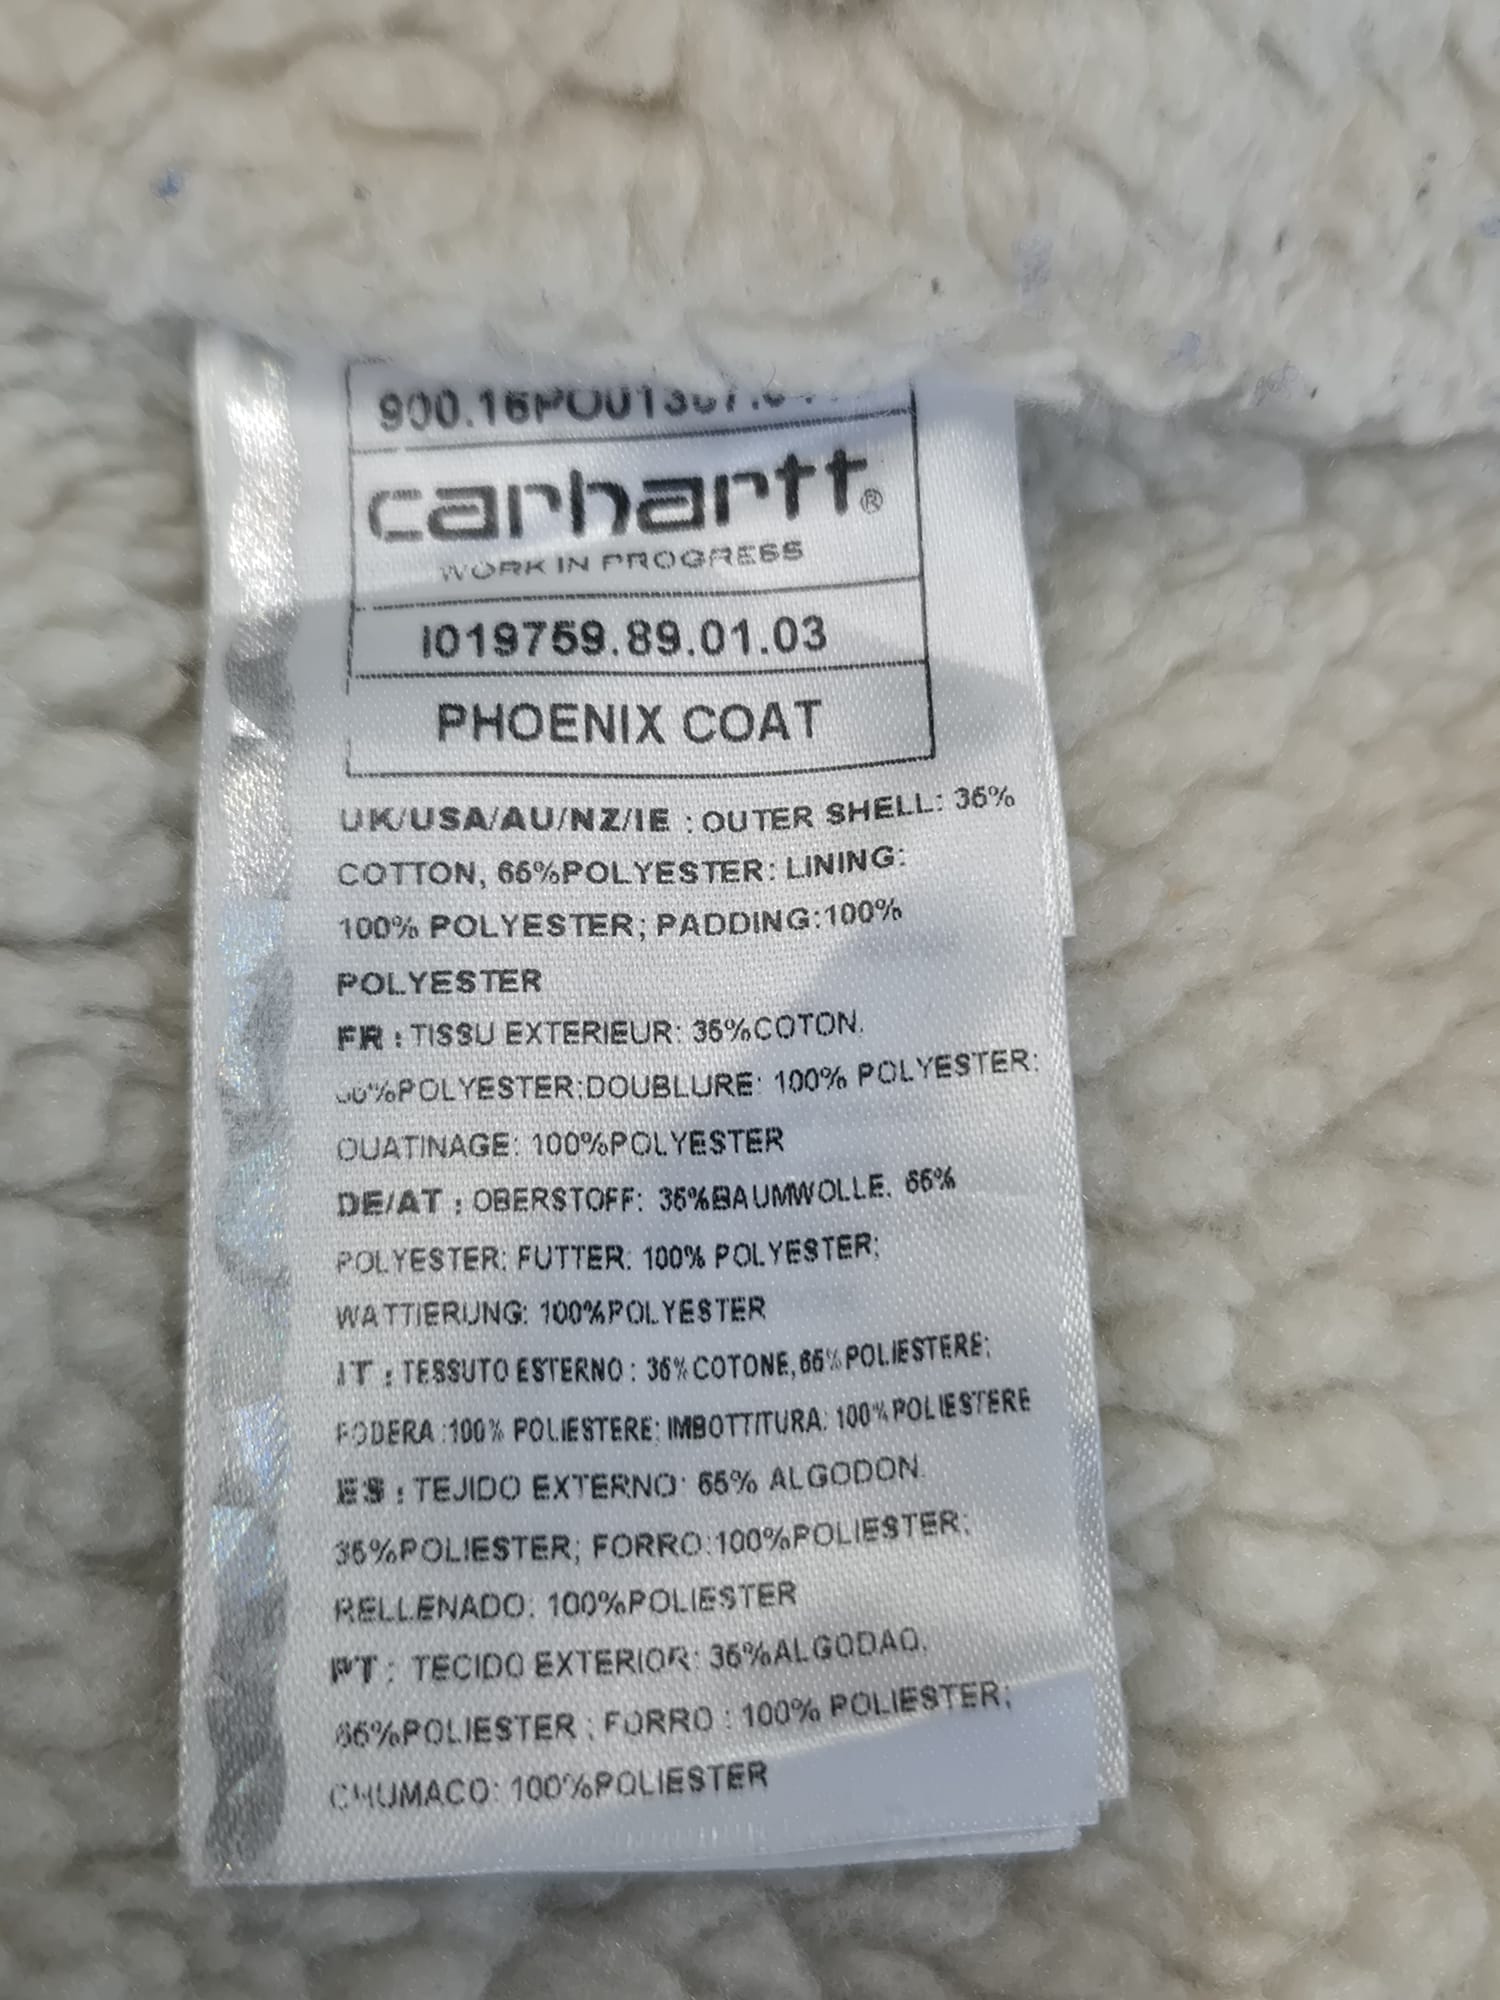 carhartt®
WORK IN PROGRESS
I019759.89.01.03
PHOENIX COAT
UK/USA/AU/NZ/IE : OUTER SHELL: 35%
COTTON, 65%POLYESTER: LINING:
100% POLYESTER; PADDING:100%
POLYESTER
FR : TISSU EXTERIEUR: 35%COTON.
%POLYESTER;DOUBLURE: 100% POLYESTER;
OUATINAGE: 100%POLYESTER
DE/AT : OBERSTOFF: 35%BAUMWOLLE. 65%
POLYESTER; FUTTER: 100% POLYESTER;
WATTIERUNG: 100%POLYESTER
IT : TESSUTO ESTERNO : 35%COTONE,65%POLIESTERE;
FODERA :100% POLIESTERE; IMBOTTITURA: 100%POLIESTERE
ES : TEJIDO EXTERNO: 65% ALGODON.
35%POLIESTER; FORRO:100%POLIESTER;
RELLENADO: 100%POLIESTER
PT : TECIDO EXTERIOR: 35%ALGODAO.
65%POLIESTER ; FORRO : 100% POLIESTER;
CHUMACO: 100%POLIESTER